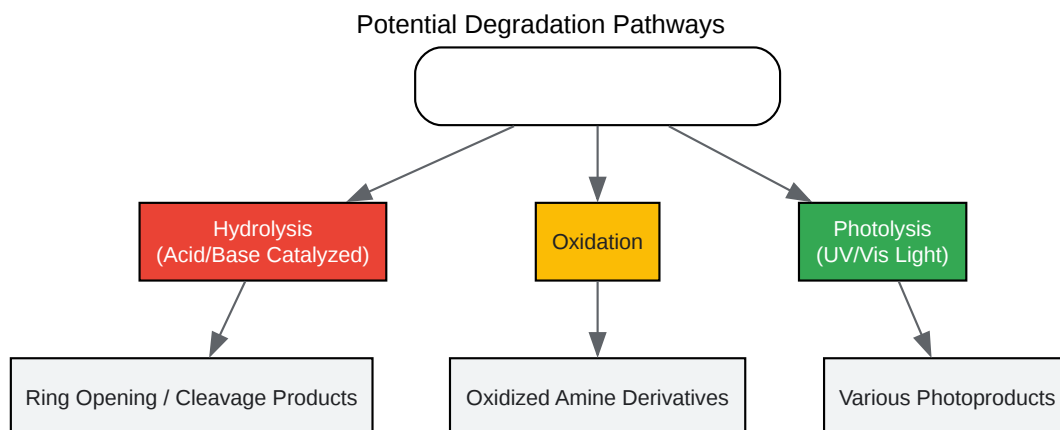 Potential Degradation Pathways
Hydrolysis
(Acid/Base Catalyzed)
Oxidation
Photolysis
(UV/Vis Light)
Ring Opening / Cleavage Products
Oxidized Amine Derivatives
Various Photoproducts